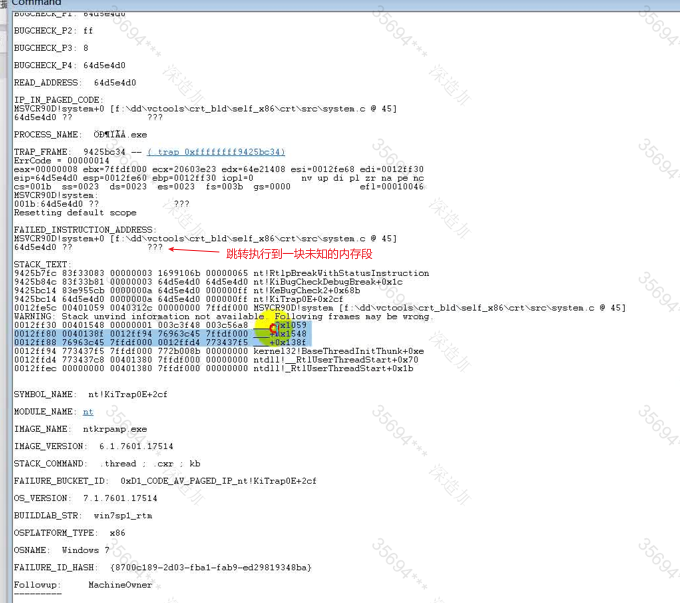 Command
BUGCHECK_P1: 64d5e4d0
BUGCHECK_P2: ff
BUGCHECK_P3: 8
BUGCHECK_P4: 64d5e4d0
READ_ADDRESS: 64d5e4d0
IP_IN_PAGED_CODE:
MSVCR90D!system+0 [f:\dd\vctools\crt_bld\self_x86\crt\src\system.c @ 45]
64d5e4d0 ?? ???
PROCESS_NAME: ÖÐ¶ÏÌÅÅ.exe
TRAP_FRAME: 9425bc34 -- (.trap 0xffffffff9425bc34)
ErrCode = 00000014
eax=00000008 ebx=7ffdf000 ecx=20603e23 edx=64e21408 esi=0012fe68 edi=0012ff30
eip=64d5e4d0 esp=0012fe60 ebp=0012ff30 iopl=0 nv up di pl zr na pe nc
cs=001b ss=0023 ds=0023 es=0023 fs=003b gs=0000 efl=00010046
MSVCR90D!system:
001b:64d5e4d0 ?? ???
Resetting default scope
FAILED_INSTRUCTION_ADDRESS:
MSVCR90D!system+0 [f:\dd\vctools\crt_bld\self_x86\crt\src\system.c @ 45]
64d5e4d0 ?? ???
跳转执行到一块未知的内存段
STACK_TEXT:
9425b7fc 83f33083 00000003 1699106b 00000065 nt!RtlpBreakWithStatusInstruction
9425b84c 83f33b81 00000003 64d5e4d0 64d5e4d0 nt!KiBugCheckDebugBreak+0x1c
9425bc14 83e955cb 0000000a 64d5e4d0 000000ff nt!KeBugCheck2+0x68b
9425bc14 64d5e4d0 0000000a 64d5e4d0 000000ff nt!KiTrap0E+0x2cf
0012fe5c 00401059 0040312c 00000000 7ffdf000 MSVCR90D!system [f:\dd\vctools\crt_bld\self_x86\crt\src\system.c @ 45]
WARNING: Stack unwind information not available. Following frames may be wrong.
0012ff30 00401548 00000001 003c3f48 003c56a8 ____+0x1059
0012ff80 0040138f 0012ff94 76963c45 7ffdf000 ____+0x1548
0012ff88 76963c45 7ffdf000 0012ffd4 773437f5 ____+0x138f
0012ff94 773437f5 7ffdf000 772b008b 00000000 kernel32!BaseThreadInitThunk+0xe
0012ffd4 773437c8 00401380 7ffdf000 00000000 ntdll!__RtlUserThreadStart+0x70
0012ffec 00000000 00401380 7ffdf000 00000000 ntdll!_RtlUserThreadStart+0x1b
SYMBOL_NAME: nt!KiTrap0E+2cf
MODULE_NAME: nt
IMAGE_NAME: ntkrpamp.exe
IMAGE_VERSION: 6.1.7601.17514
STACK_COMMAND: .thread ; .cxr ; kb
FAILURE_BUCKET_ID: 0xD1_CODE_AV_PAGED_IP_nt!KiTrap0E+2cf
OS_VERSION: 7.1.7601.17514
BUILDLAB_STR: win7sp1_rtm
OSPLATFORM_TYPE: x86
OSNAME: Windows 7
FAILURE_ID_HASH: {8700c189-2d03-fba1-fab9-ed29819348ba}
Followup: MachineOwner
---------